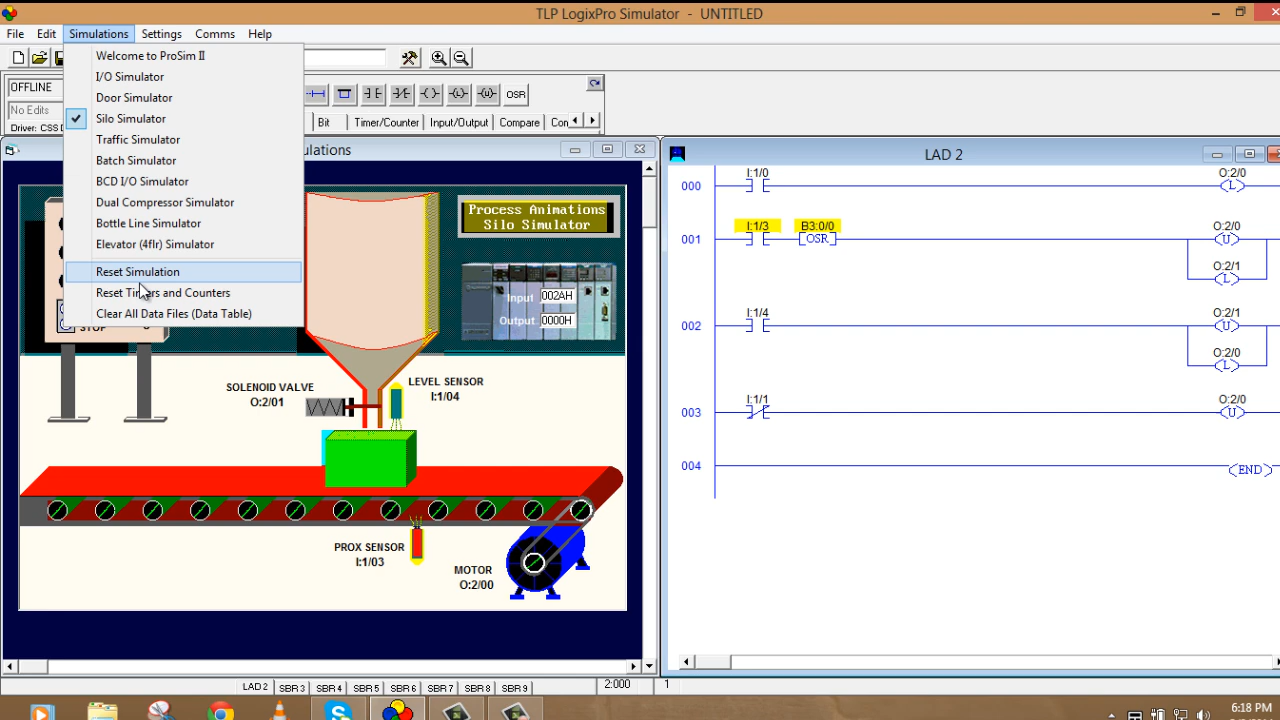 TLP LogixPro Simulator - UNTITLED
File Edit Simulations Settings Comms Help
Welcome to ProSim II
I/O Simulator
Door Simulator
Silo Simulator
Traffic Simulator
Batch Simulator
BCD I/O Simulator
Dual Compressor Simulator
Bottle Line Simulator
Elevator (4flr) Simulator
Reset Simulation
Reset Timers and Counters
Clear All Data Files (Data Table)
OFFLINE
No Edits
Driver: CSS D
OSR
Bit Timer/Counter Input/Output Compare Con
ulations
Process Animations
Silo Simulator
Input 002AH
Output 0000H
STOP
SOLENOID VALVE
O:2/01
LEVEL SENSOR
I:1/04
PROX SENSOR
I:1/03
MOTOR
O:2/00
LAD 2
I:1/0 O:2/0
000 L
I:1/3 B3:0/0 O:2/0
001 OSR U
O:2/1
L
I:1/4 O:2/1
002 U
O:2/0
L
I:1/1 O:2/0
003 U
004 END
LAD 2 SBR 3 SBR 4 SBR 5 SBR 6 SBR 7 SBR 8 SBR 9 2:000 1
6:18 PM